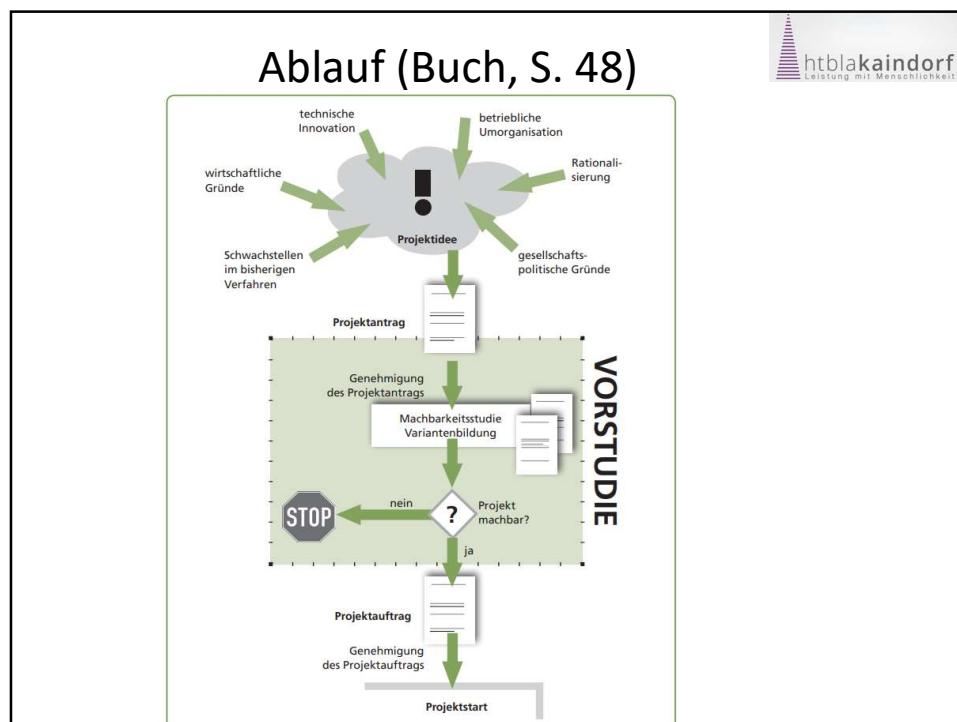 Ablauf (Buch, S. 48)
htblakaindorf
Leistung mit Menschlichkeit
technische
Innovation
betriebliche
Umorganisation
wirtschaftliche
Gründe
Rationali-
sierung
!
Projektidee
Schwachstellen
im bisherigen
Verfahren
gesellschafts-
politische Gründe
Projektantrag
VORSTUDIE
Genehmigung
des Projektantrags
Machbarkeitsstudie
Variantenbildung
nein
STOP
?
Projekt
machbar?
ja
Projektauftrag
Genehmigung
des Projektauftrags
Projektstart